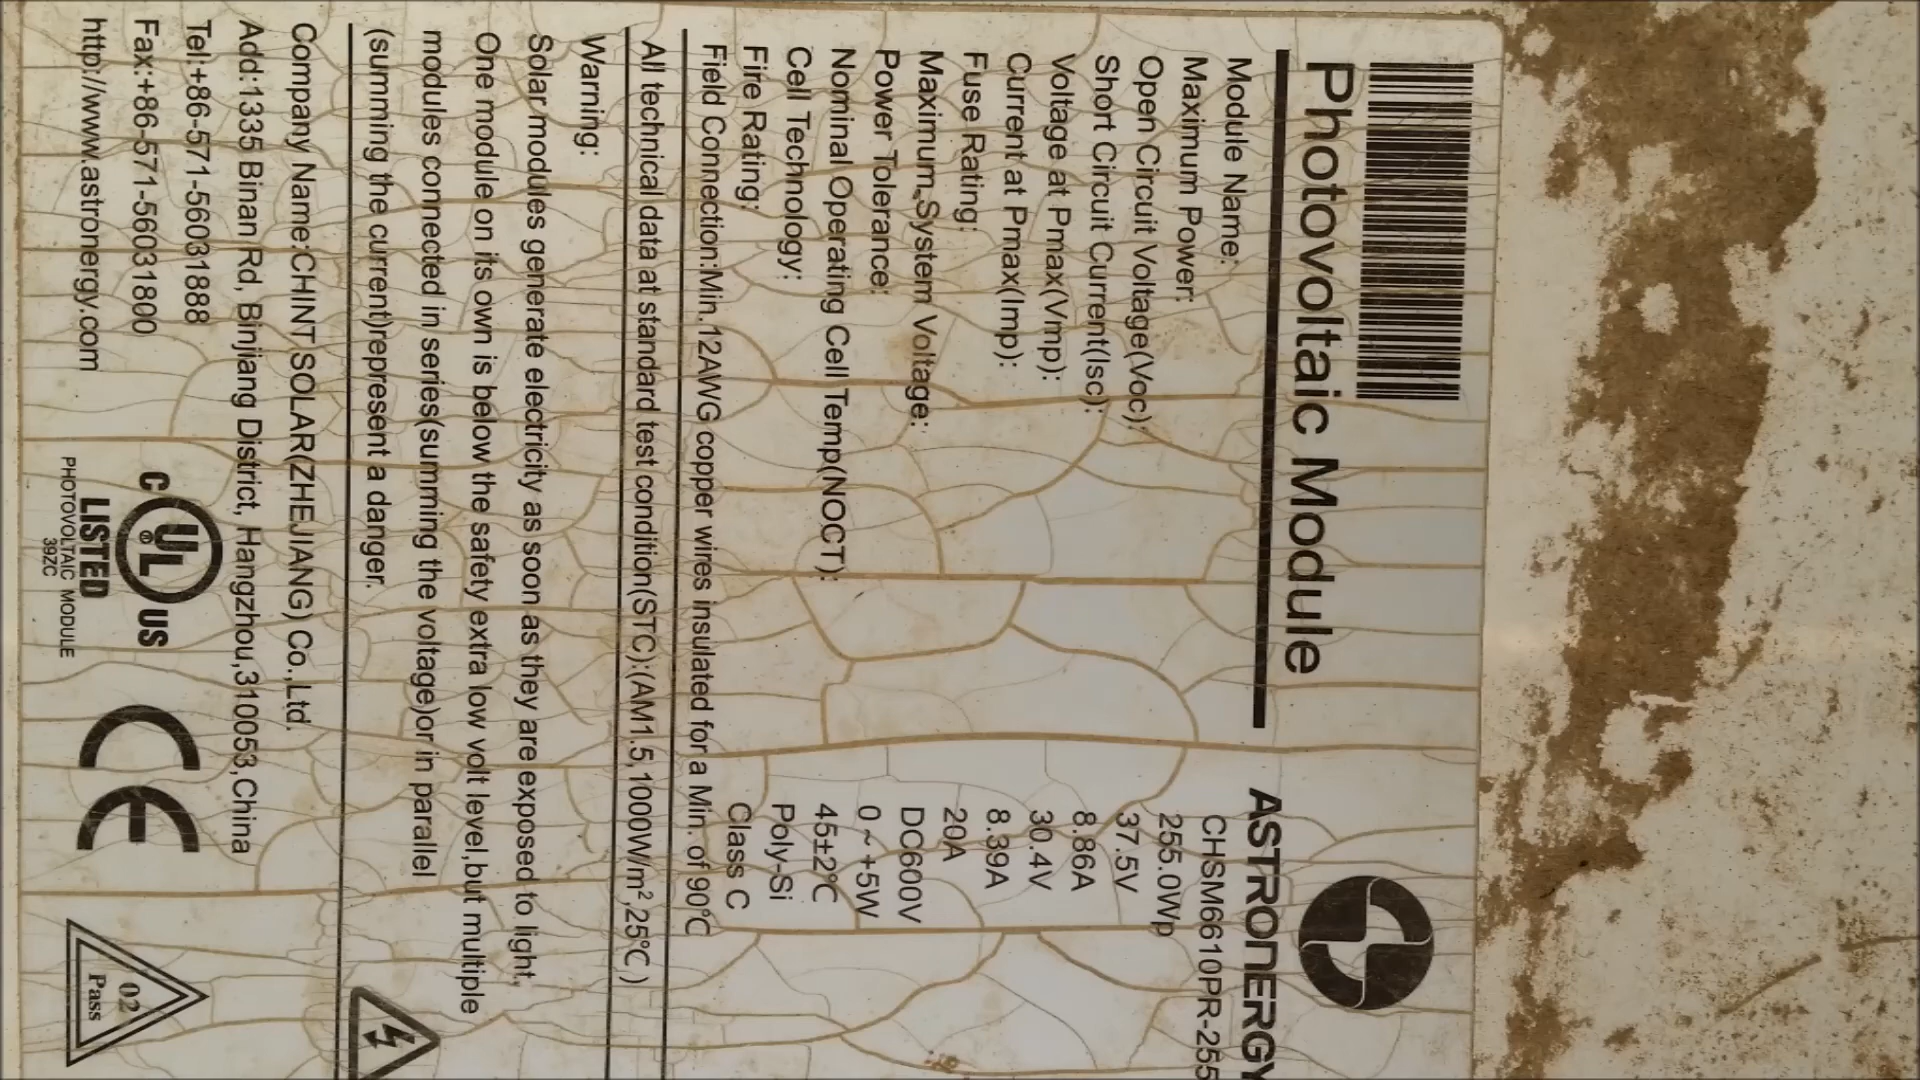 Photovoltaic Module
ASTRONERGY
Module Name: CHSM6610PR-255
Maximum Power: 255.0Wp
Open Circuit Voltage(Voc): 37.5V
Short Circuit Current(Isc): 8.86A
Voltage at Pmax(Vmp): 30.4V
Current at Pmax(Imp): 8.39A
Fuse Rating: 20A
Maximum System Voltage: DC600V
Power Tolerance: 0~+5W
Nominal Operating Cell Temp(NOCT): 45±2℃
Cell Technology: Poly-Si
Fire Rating: Class C
Field Connection:Min.12AWG copper wires insulated for a Min. of 90℃
All technical data at standard test condition(STC):(AM1.5,1000W/m²,25℃)
Warning:
Solar modules generate electricity as soon as they are exposed to light,
One module on its own is below the safety extra low volt level,but multiple
modules connected in series(summing the voltage)or in parallel
(summing the current)represent a danger.
Company Name:CHINT SOLAR(ZHEJIANG) Co.,Ltd.
Add:1335 Binan Rd, Binjiang District, Hangzhou,310053,China
Tel:+86-571-56031888
Fax:+86-571-56031800
http://www.astronergy.com
C UL ® US
LISTED
PHOTOVOLTAIC MODULE
39ZC
CE
02
Pass